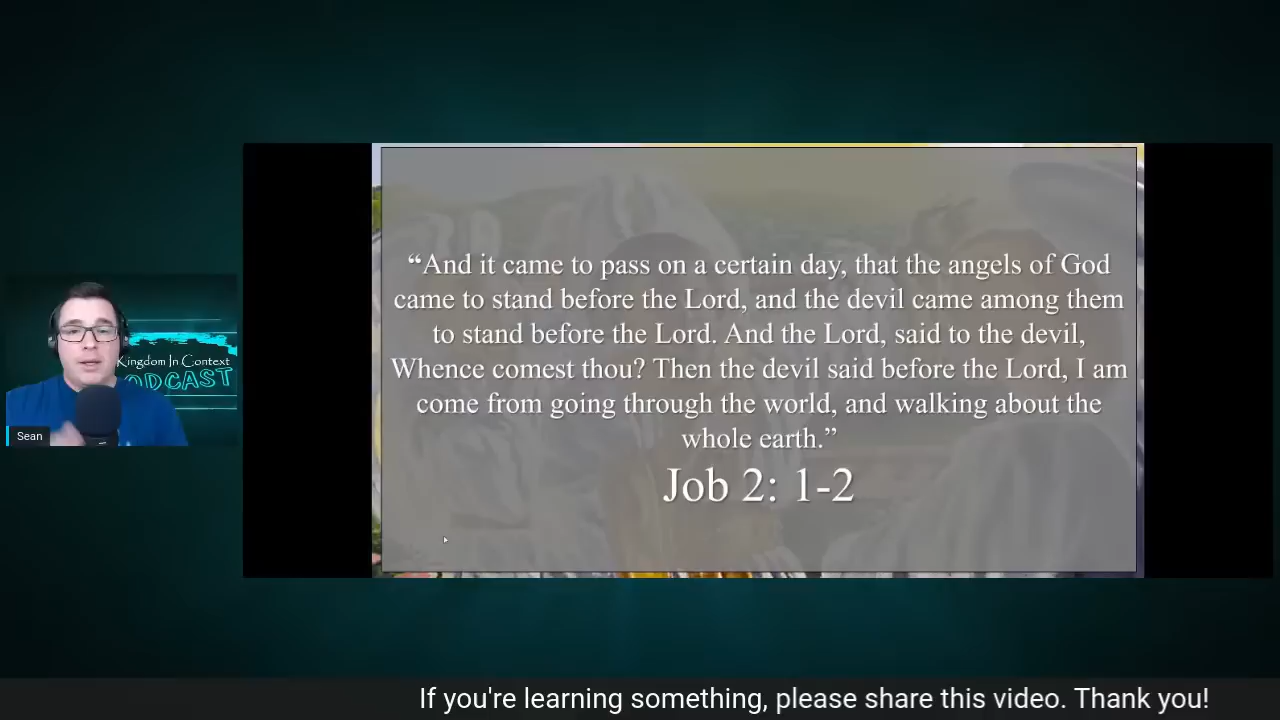 “And it came to pass on a certain day, that the angels of God
came to stand before the Lord, and the devil came among them
to stand before the Lord. And the Lord, said to the devil,
Whence comest thou? Then the devil said before the Lord, I am
come from going through the world, and walking about the
whole earth.”
Job 2: 1-2
Kingdom In Context
PODCAST
Sean
If you're learning something, please share this video. Thank you!